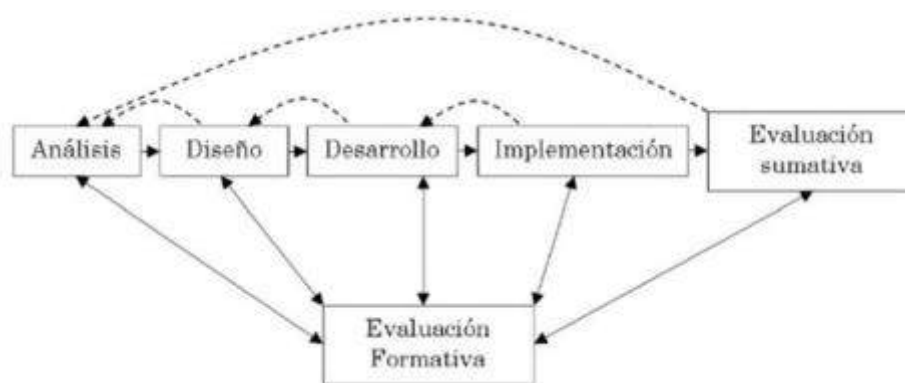 Análisis
Diseño
Desarrollo
Implementación
Evaluación
sumativa
Evaluación
Formativa